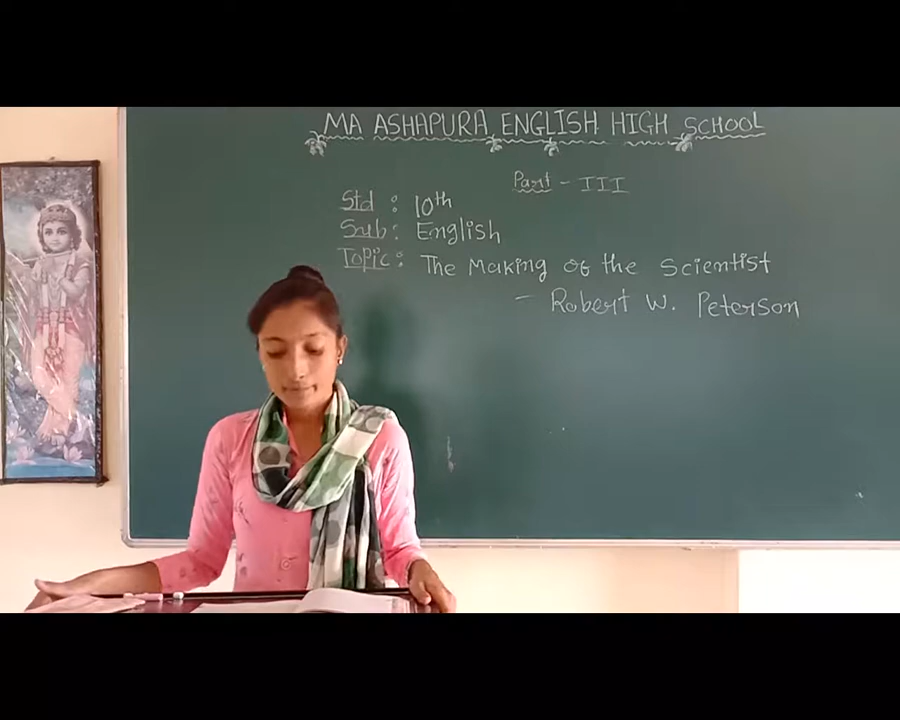 MA ASHAPURA ENGLISH HIGH SCHOOL
Part - III
Std : 10th
Sub : English
Topic : The Making of the Scientist
- Robert W. Peterson